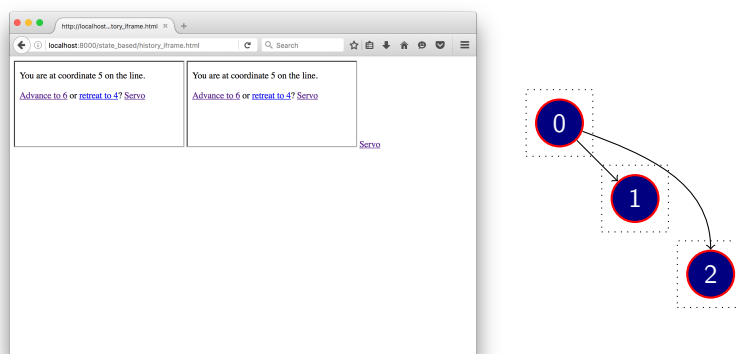 http://localhost...tory_iframe.html × +
localhost:8000/state_based/history_iframe.html
Search
You are at coordinate 5 on the line.
Advance to 6 or retreat to 4? Servo
You are at coordinate 5 on the line.
Advance to 6 or retreat to 4? Servo
Servo
0
1
2